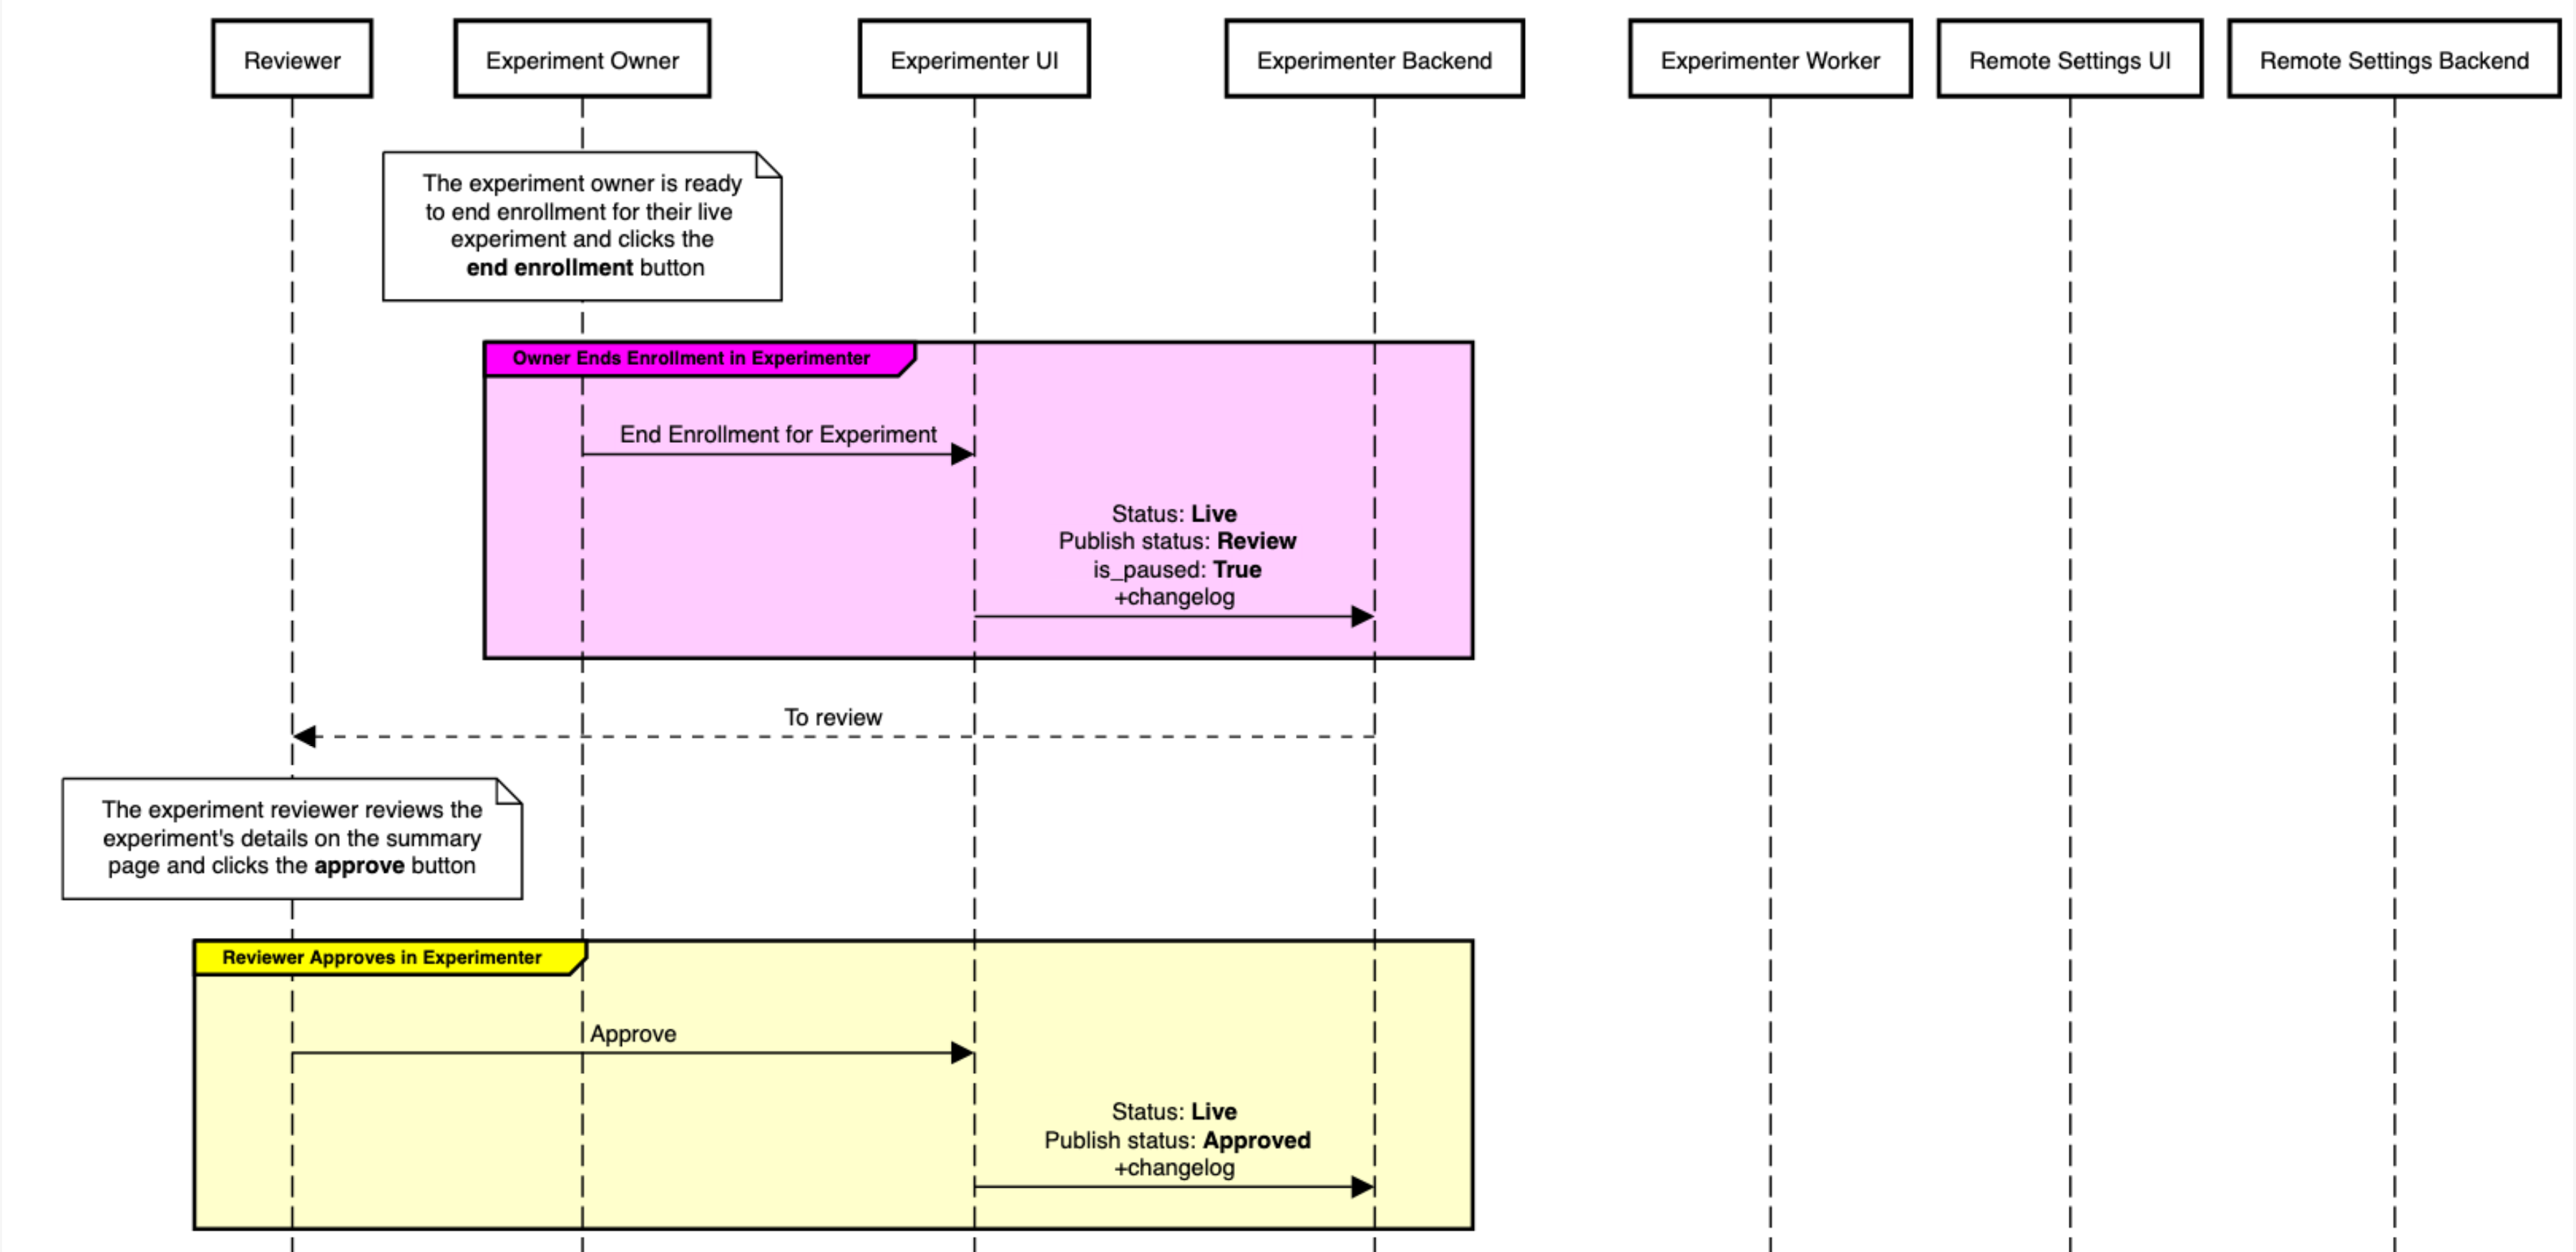 Reviewer
Experiment Owner
Experimenter UI
Experimenter Backend
Experimenter Worker
Remote Settings UI
Remote Settings Backend
The experiment owner is ready
to end enrollment for their live
experiment and clicks the
end enrollment button
Owner Ends Enrollment in Experimenter
End Enrollment for Experiment
Status: Live
Publish status: Review
is_paused: True
+changelog
To review
The experiment reviewer reviews the
experiment's details on the summary
page and clicks the approve button
Reviewer Approves in Experimenter
Approve
Status: Live
Publish status: Approved
+changelog